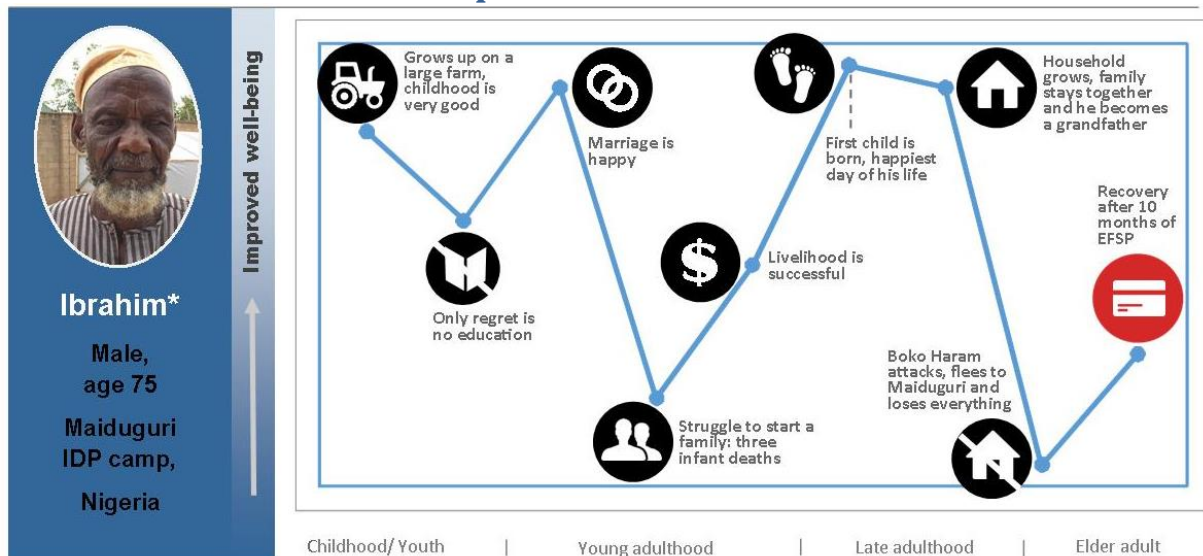 Improved well-being
Ibrahim*
Male,
age 75
Maiduguri
IDP camp,
Nigeria
Grows up on a
large farm,
childhood is
very good
Only regret is
no education
Marriage is
happy
Struggle to start a
family: three
infant deaths
$
Livelihood is
successful
First child is
born, happiest
day of his life
Household
grows, family
stays together
and he becomes
a grandfather
Boko Haram
attacks, flees to
Maiduguri and
loses everything
Recovery
after 10
months of
EFSP
Childhood/ Youth | Young adulthood | Late adulthood | Elder adult